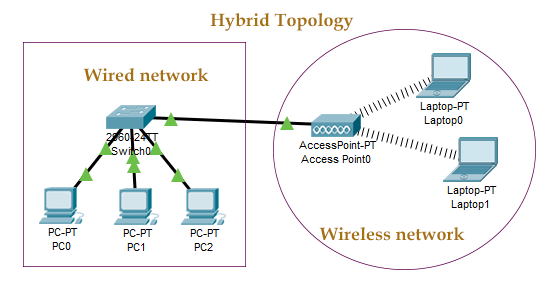 Hybrid Topology
Wired network
2960-24TT
Switch0
PC-PT
PC0
PC-PT
PC1
PC-PT
PC2
AccessPoint-PT
Access Point0
Laptop-PT
Laptop0
Laptop-PT
Laptop1
Wireless network